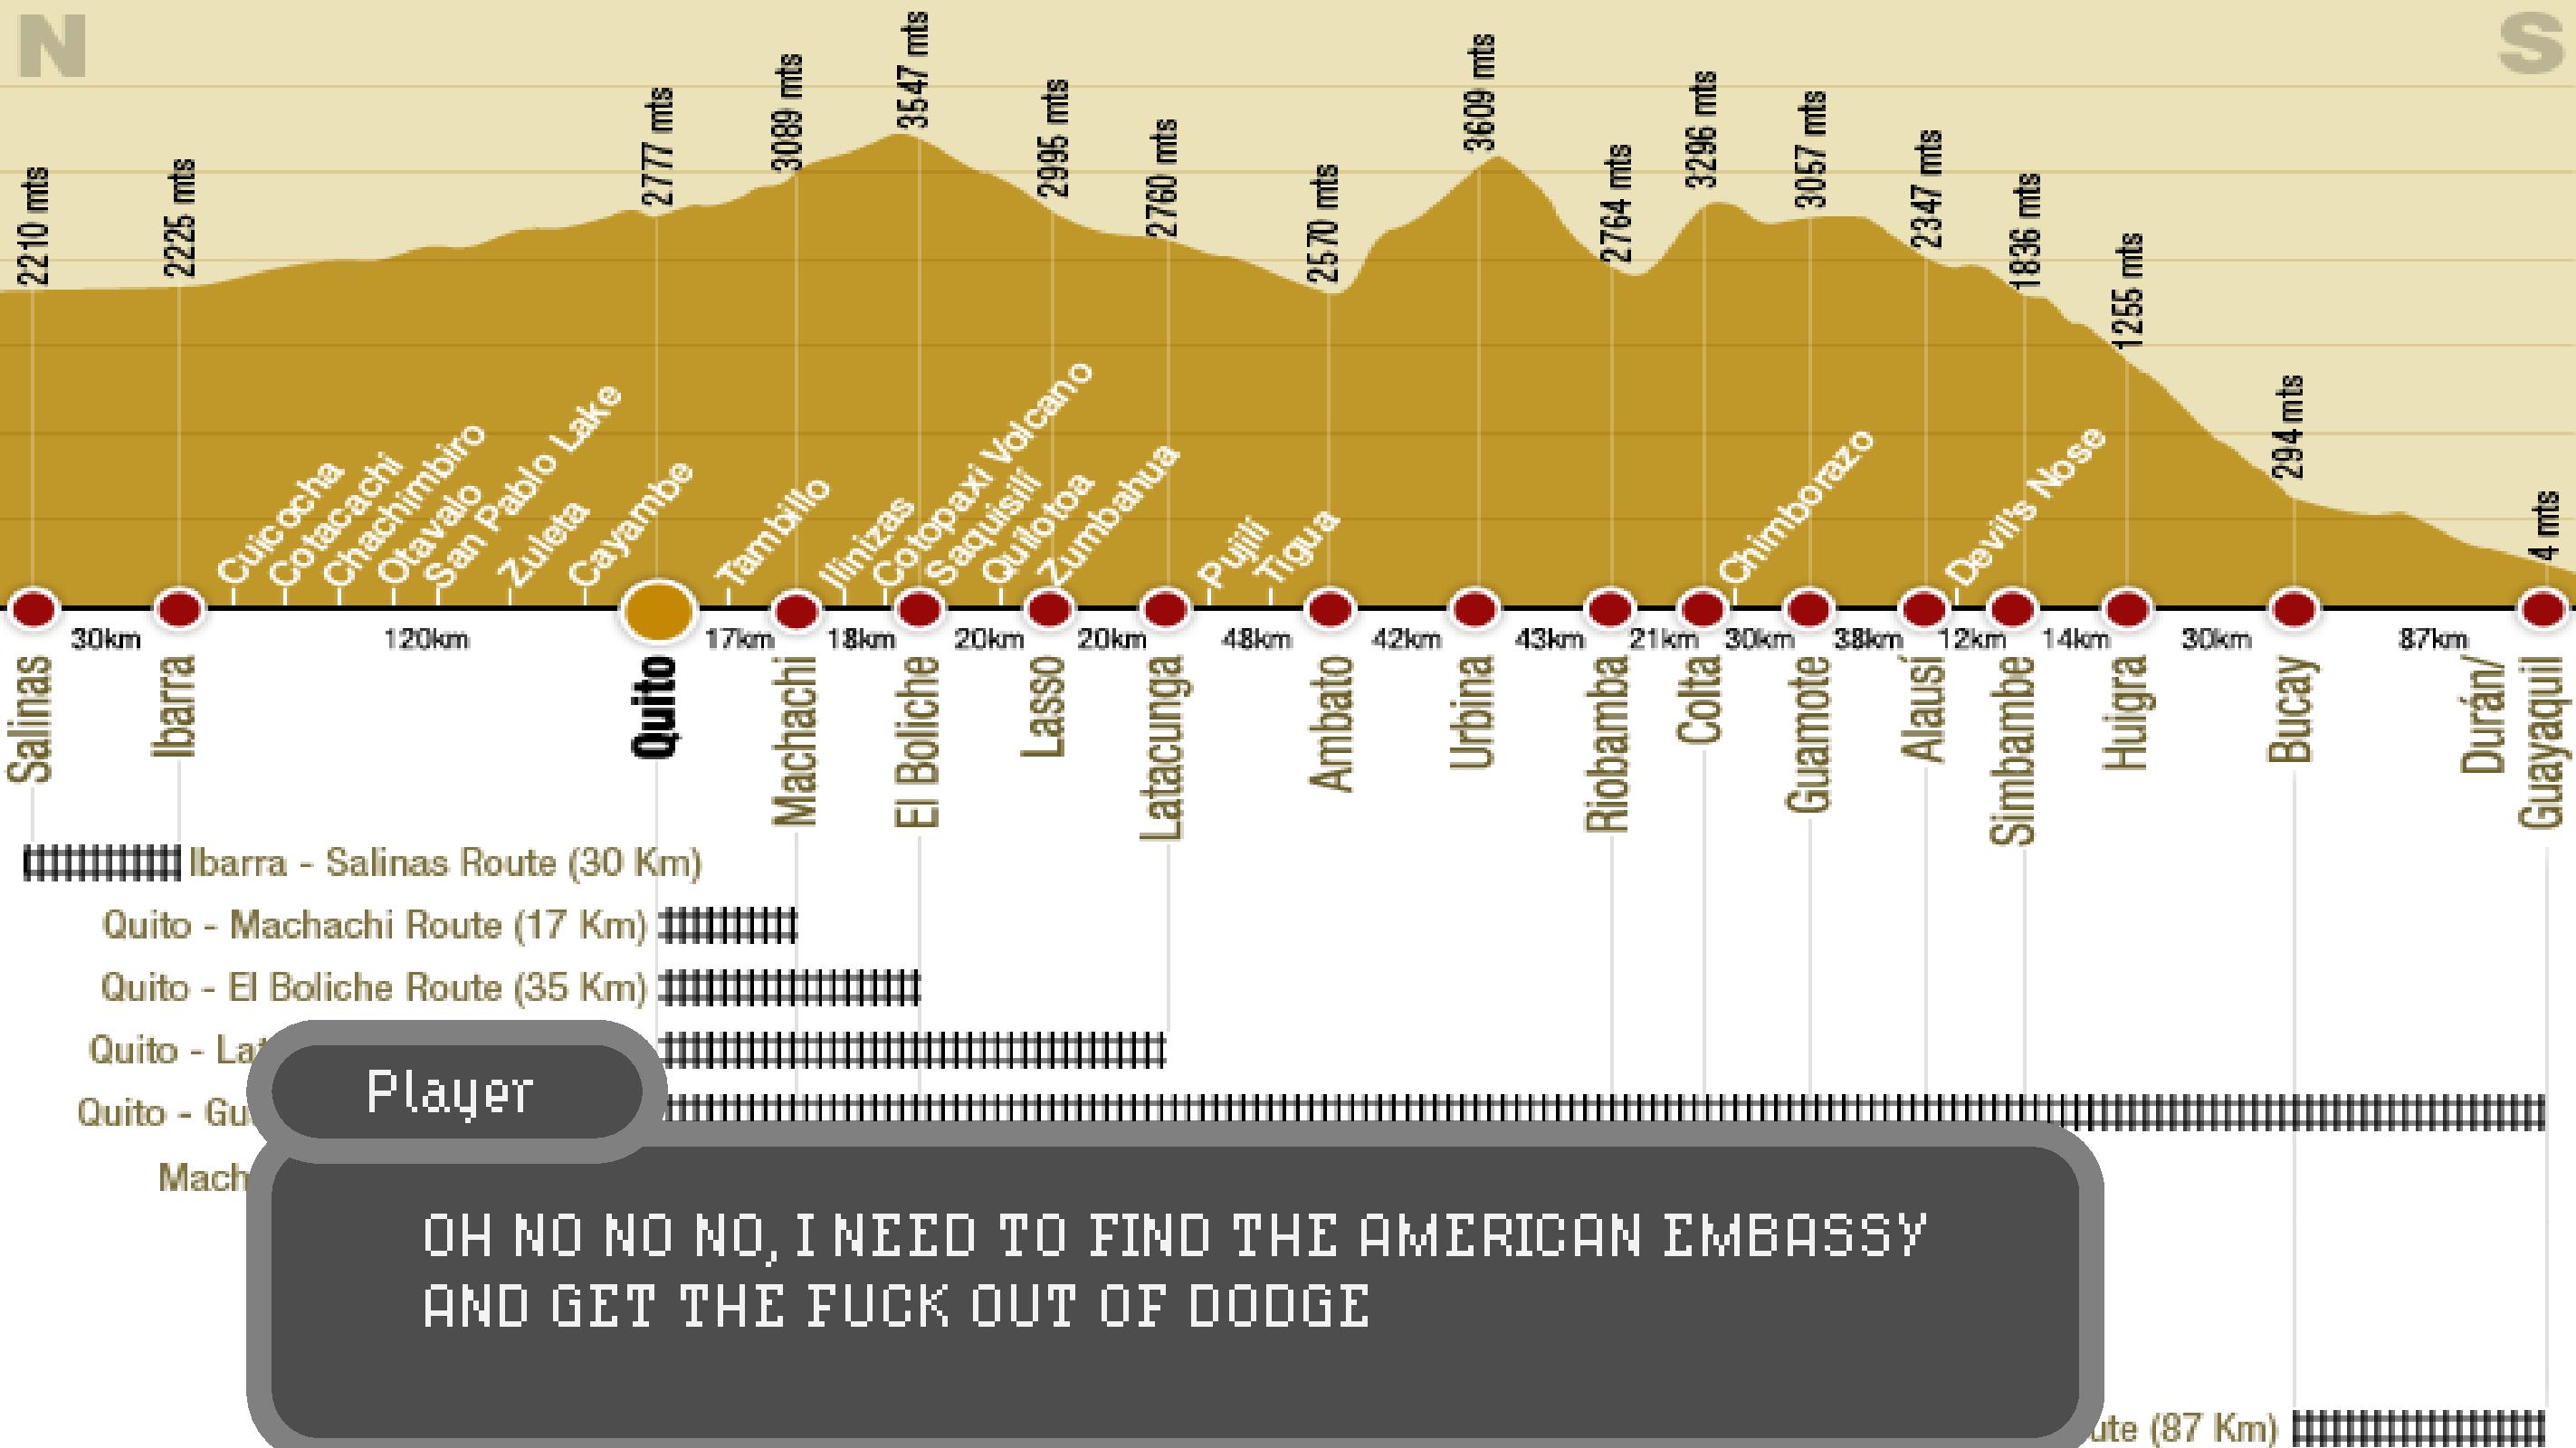 N
S
2210 mts
2225 mts
2777 mts
3089 mts
3547 mts
2995 mts
2760 mts
2570 mts
3609 mts
2764 mts
3296 mts
3057 mts
2347 mts
1836 mts
1255 mts
294 mts
4 mts
Cuicocha
Cotacachi
Chachimbiro
Otavalo
San Pablo Lake
Zuleta
Cayambe
Tambillo
Ilinizas
Cotopaxi Volcano
Saquisilí
Quilotoa
Zumbahua
Pujilí
Tigua
Chimborazo
Devil's Nose
30km
120km
17km
18km
20km
20km
48km
42km
43km
21km
30km
38km
12km
14km
30km
87km
Salinas
Ibarra
Quito
Machachi
El Boliche
Lasso
Latacunga
Ambato
Urbina
Riobamba
Colta
Guamote
Alausí
Simbambe
Huigra
Bucay
Durán/
Guayaquil
Ibarra - Salinas Route (30 Km)
Quito - Machachi Route (17 Km)
Quito - El Boliche Route (35 Km)
Quito - Lat
Quito - Gu
Mach
Player
OH NO NO NO, I NEED TO FIND THE AMERICAN EMBASSY
AND GET THE FUCK OUT OF DODGE
ute (87 Km)